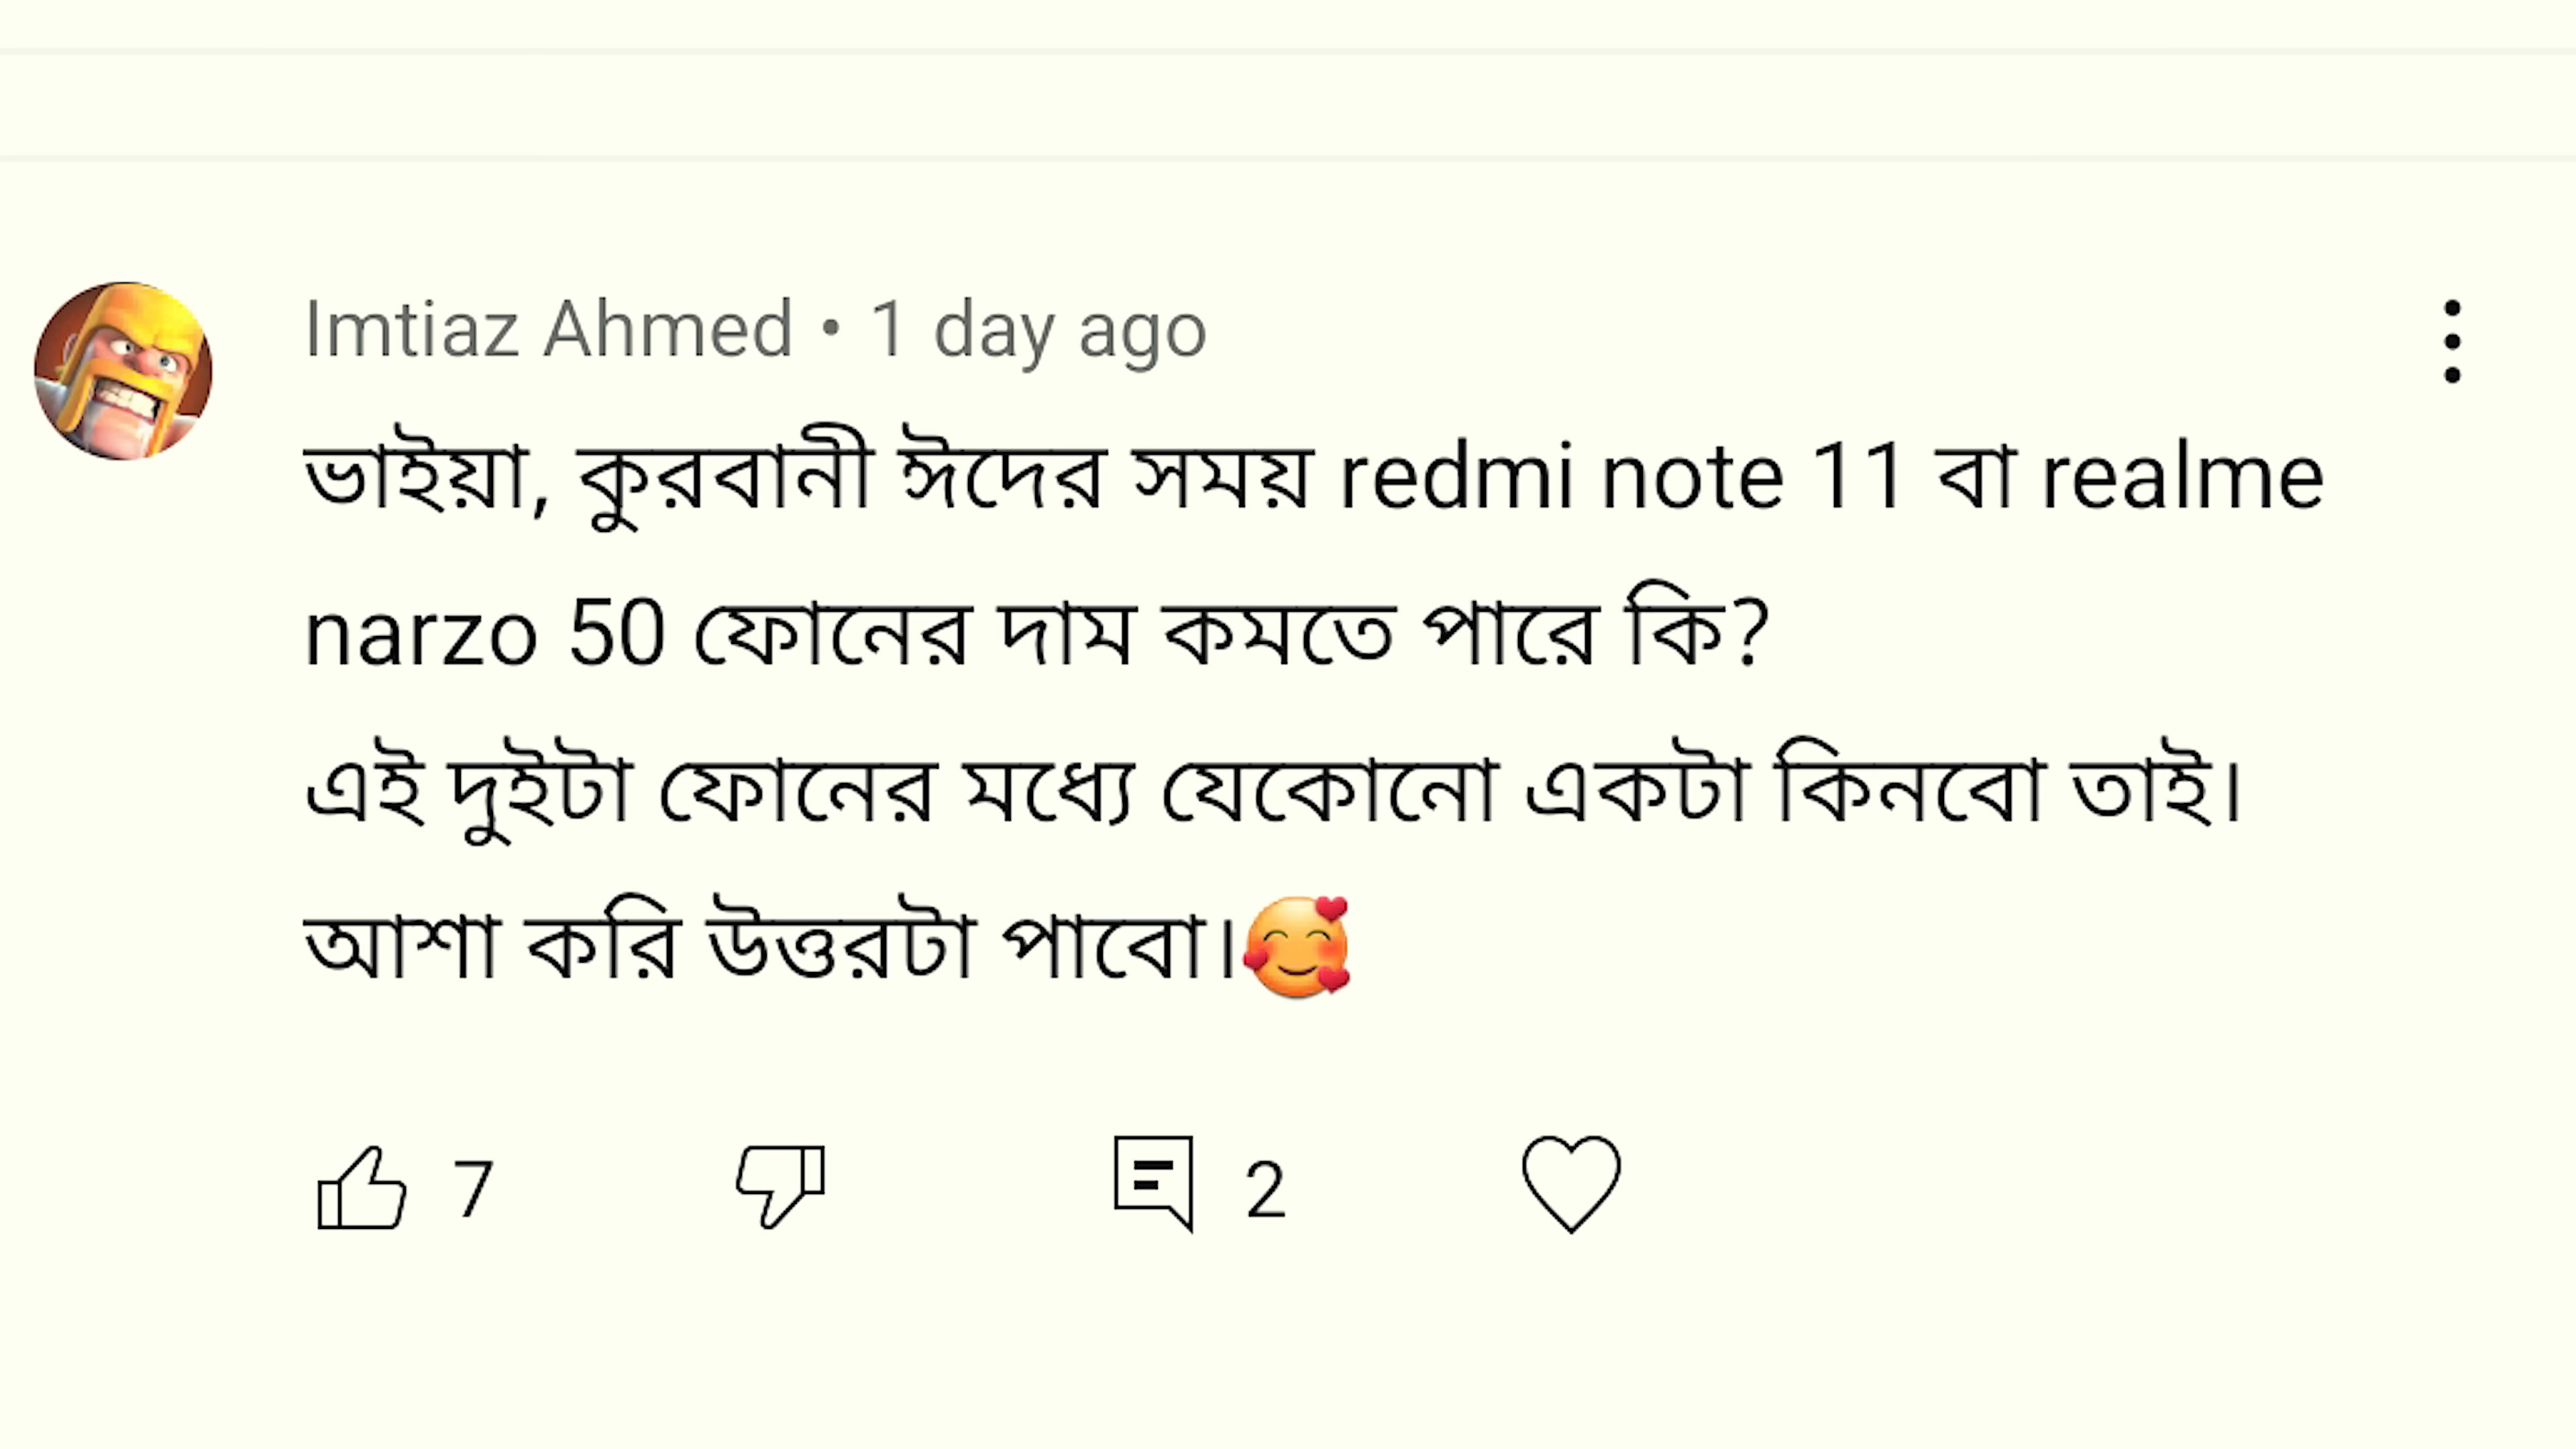 Imtiaz Ahmed • 1 day ago
ভাইয়া, কুরবানী ঈদের সময় redmi note 11 বা realme
narzo 50 ফোনের দাম কমতে পারে কি?
এই দুইটা ফোনের মধ্যে যেকোনো একটা কিনবো তাই।
আশা করি উত্তরটা পাবো।🥰
7 2